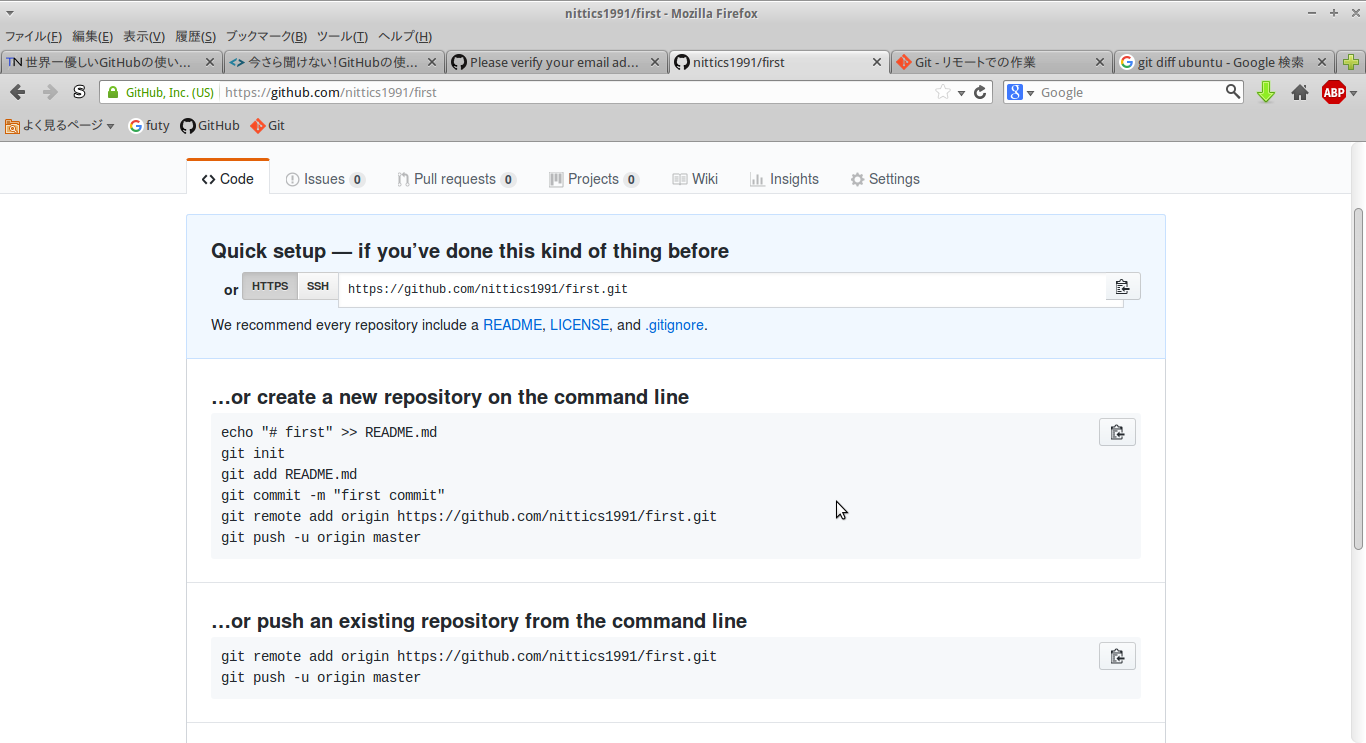 nittics1991/first - Mozilla Firefox
ファイル(F) 編集(E) 表示(V) 履歴(S) ブックマーク(B) ツール(T) ヘルプ(H)
TN 世界一優しいGitHubの使い... 今さら聞けない！GitHubの使... Please verify your email ad... nittics1991/first Git - リモートでの作業 git diff ubuntu - Google 検索
S GitHub, Inc. (US) https://github.com/nittics1991/first 8 Google ABP
よく見るページ futy GitHub Git
Code Issues 0 Pull requests 0 Projects 0 Wiki Insights Settings
Quick setup — if you’ve done this kind of thing before
or HTTPS SSH https://github.com/nittics1991/first.git
We recommend every repository include a README, LICENSE, and .gitignore.
…or create a new repository on the command line
echo "# first" >> README.md
git init
git add README.md
git commit -m "first commit"
git remote add origin https://github.com/nittics1991/first.git
git push -u origin master
…or push an existing repository from the command line
git remote add origin https://github.com/nittics1991/first.git
git push -u origin master